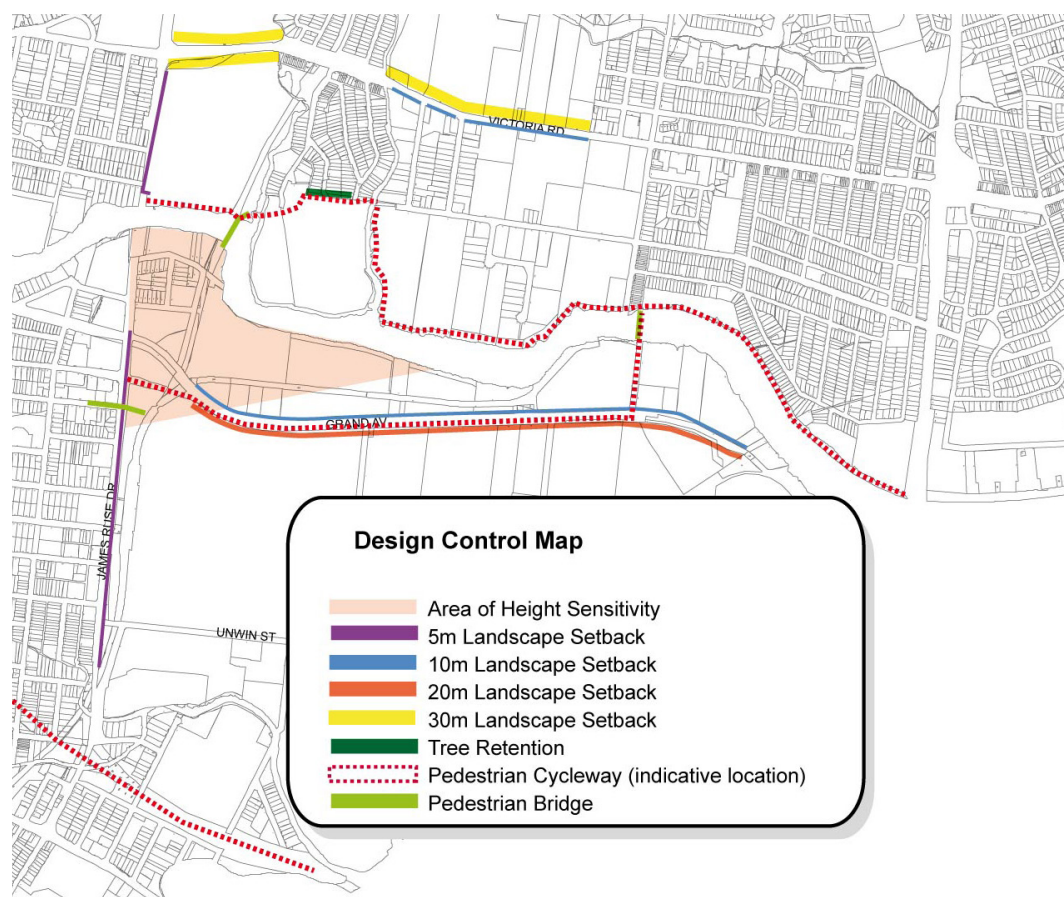 VICTORIA RD
GRAND AV
JAMES RUSE DR
UNWIN ST
Design Control Map
Area of Height Sensitivity
5m Landscape Setback
10m Landscape Setback
20m Landscape Setback
30m Landscape Setback
Tree Retention
Pedestrian Cycleway (indicative location)
Pedestrian Bridge